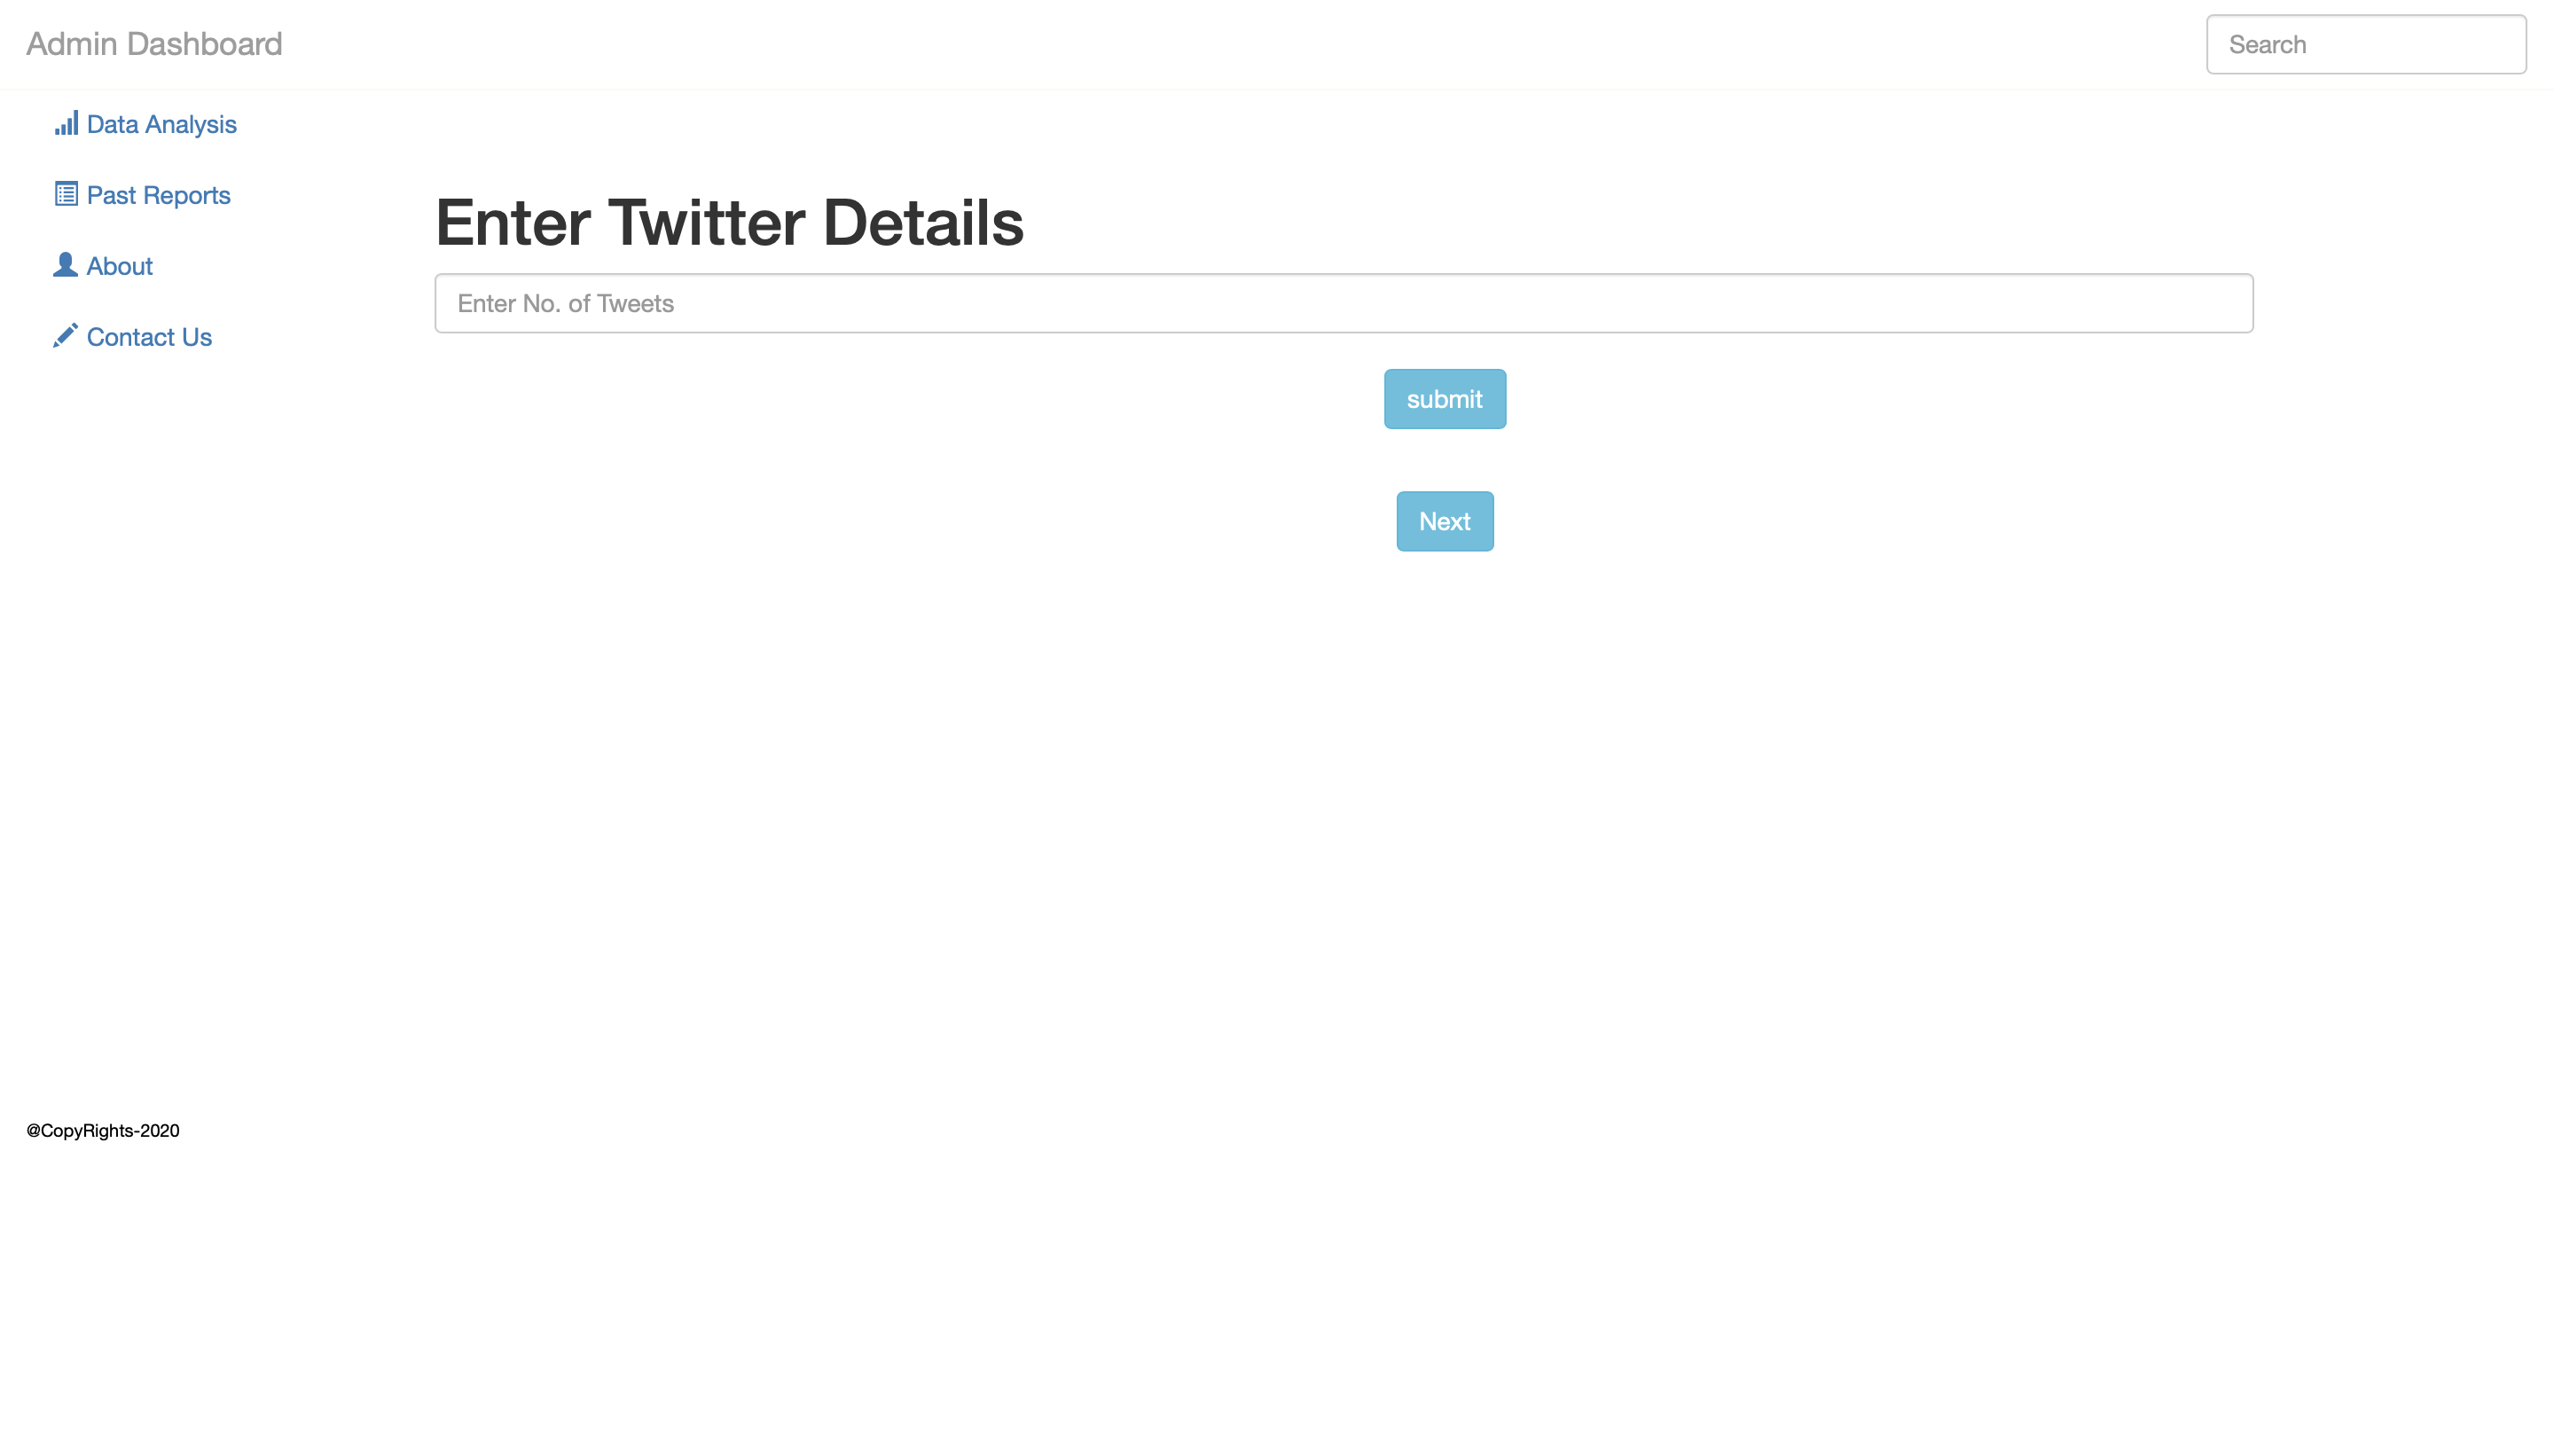 Admin Dashboard
Search
Data Analysis
Past Reports
About
Contact Us
Enter Twitter Details
Enter No. of Tweets
submit
Next
@CopyRights-2020